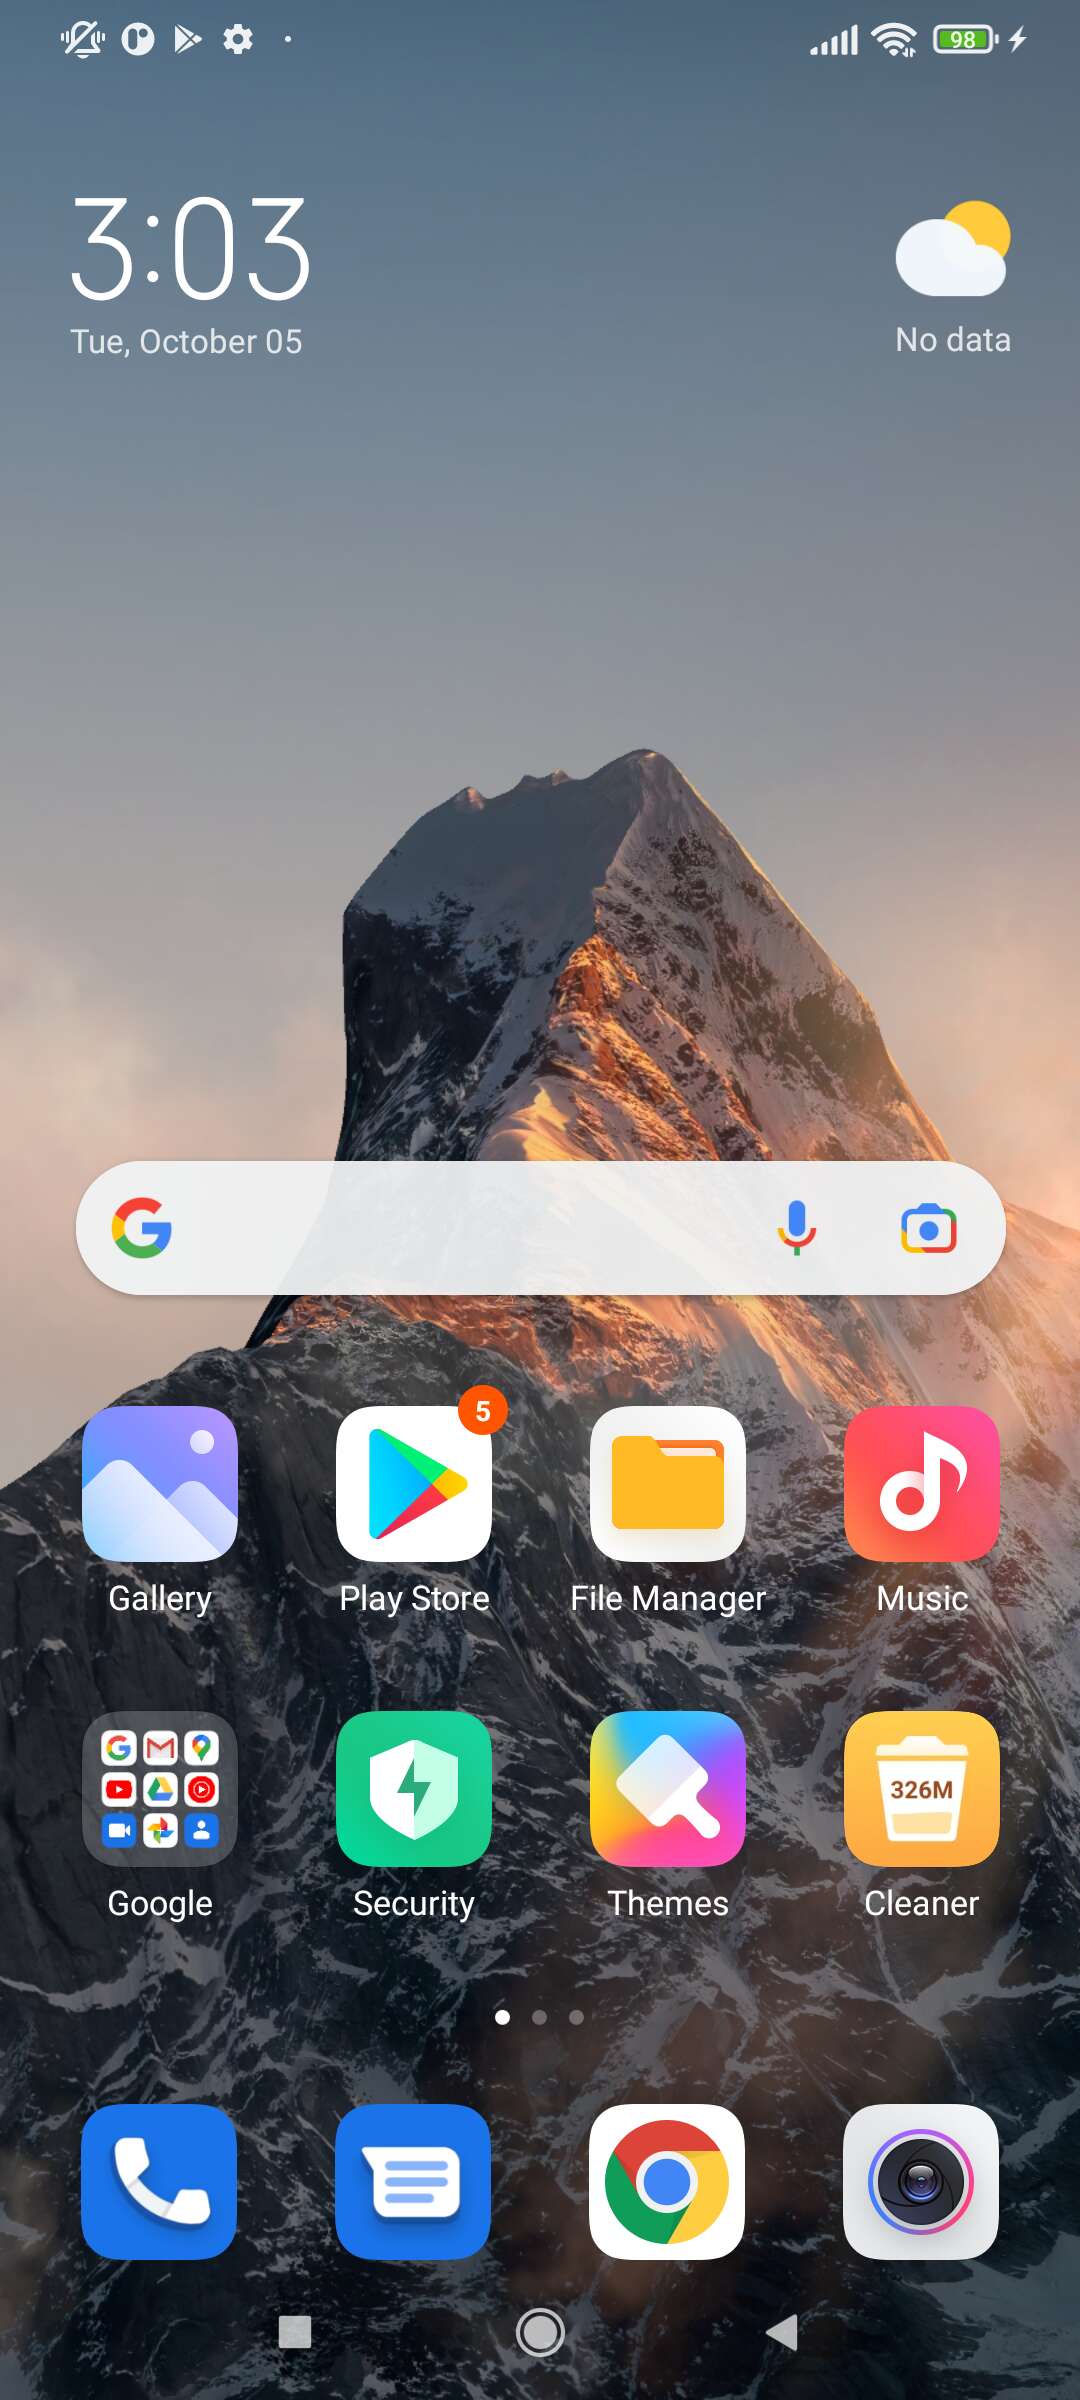 98
3:03
Tue, October 05
No data
5
Gallery
Play Store
File Manager
Music
326M
Google
Security
Themes
Cleaner